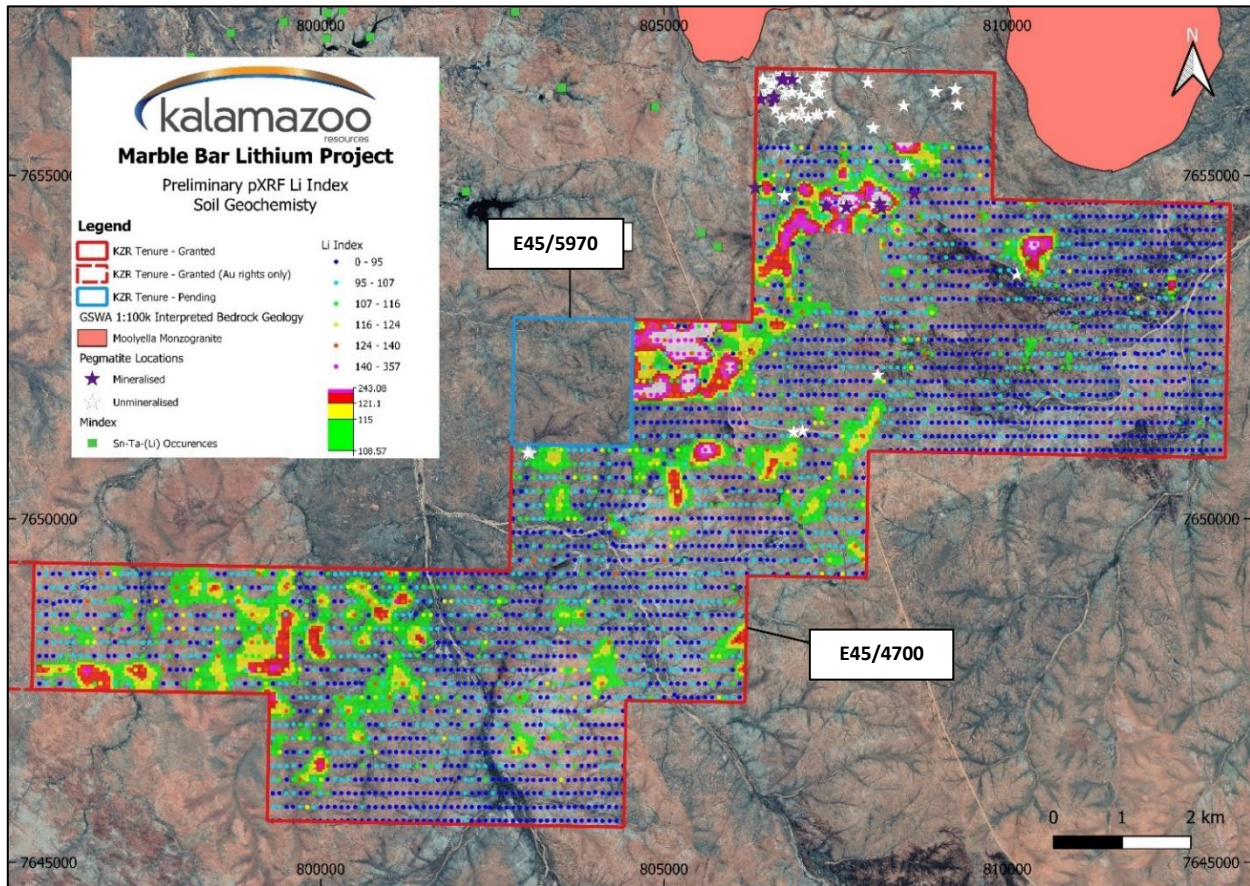 800000
805000
810000
N
kalamazoo
resources
Marble Bar Lithium Project
Preliminary pXRF Li Index
Soil Geochemisty
Legend
KZR Tenure - Granted
KZR Tenure - Granted (Au rights only)
KZR Tenure - Pending
GSWA 1:100k Interpreted Bedrock Geology
Moolyella Monzogranite
Pegmatite Locations
Mineralised
Unmineralised
Mindex
Sn-Ta-(Li) Occurences
Li Index
0 - 95
95 - 107
107 - 116
116 - 124
124 - 140
140 - 357
243.08
121.1
115
108.57
7655000
7655000
E45/5970
7650000
7650000
E45/4700
0 1 2 km
7645000
7645000
800000
805000
810000